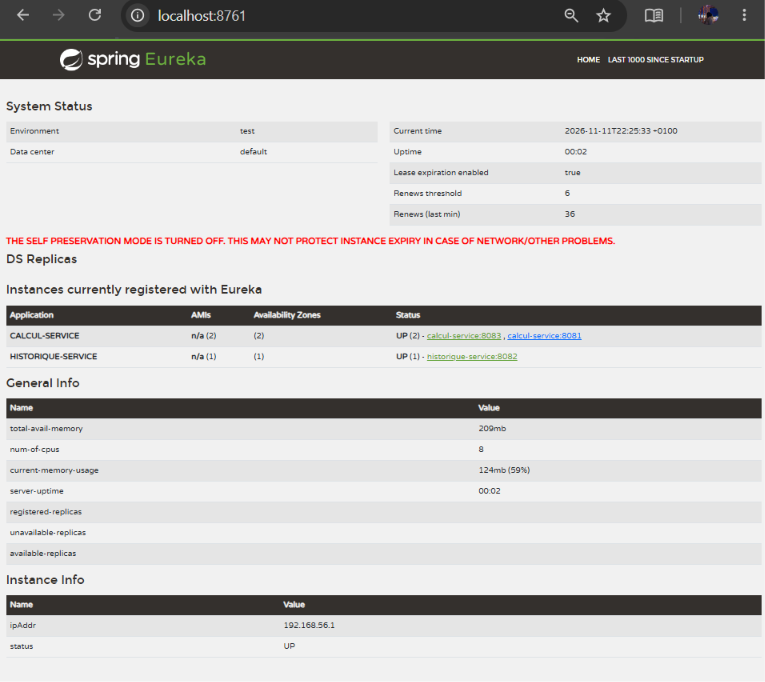 localhost:8761
spring Eureka
HOME LAST 1000 SINCE STARTUP
System Status
Environment test
Data center default
Current time 2026-11-11T22:25:33 +0100
Uptime 00:02
Lease expiration enabled true
Renews threshold 6
Renews (last min) 36
THE SELF PRESERVATION MODE IS TURNED OFF. THIS MAY NOT PROTECT INSTANCE EXPIRY IN CASE OF NETWORK/OTHER PROBLEMS.
DS Replicas
Instances currently registered with Eureka
Application AMIs Availability Zones Status
CALCUL-SERVICE n/a (2) (2) UP (2) - calcul-service:8083 , calcul-service:8081
HISTORIQUE-SERVICE n/a (1) (1) UP (1) - historique-service:8082
General Info
Name Value
total-avail-memory 209mb
num-of-cpus 8
current-memory-usage 124mb (59%)
server-uptime 00:02
registered-replicas
unavailable-replicas
available-replicas
Instance Info
Name Value
ipAddr 192.168.56.1
status UP